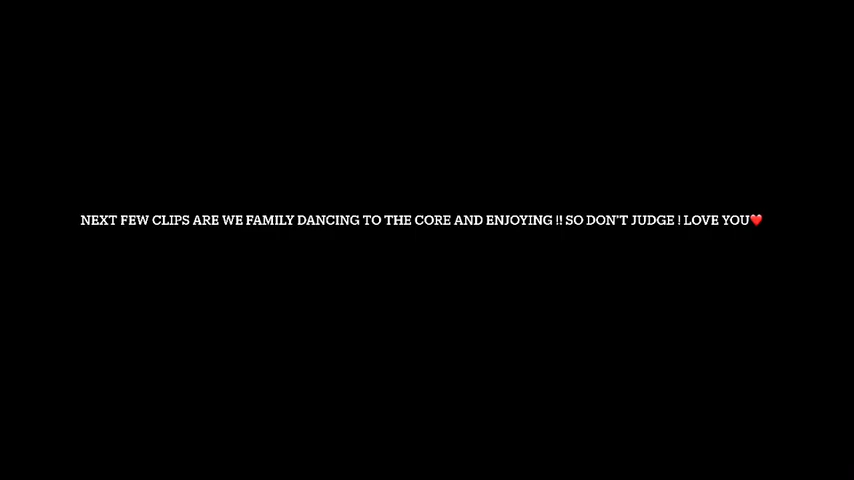 NEXT FEW CLIPS ARE WE FAMILY DANCING TO THE CORE AND ENJOYING !! SO DON'T JUDGE ! LOVE YOU❤️